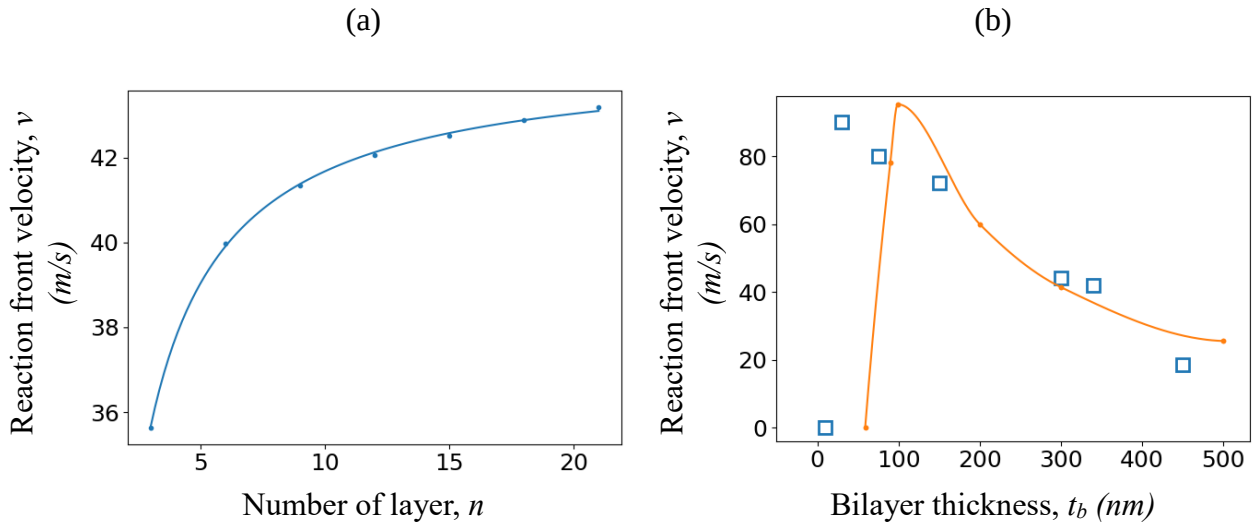 (a)
Reaction front velocity, v
(m/s)
42
40
38
36
5
10
15
20
Number of layer, n
(b)
Reaction front velocity, v
(m/s)
80
60
40
20
0
0
100
200
300
400
500
Bilayer thickness, t_b (nm)